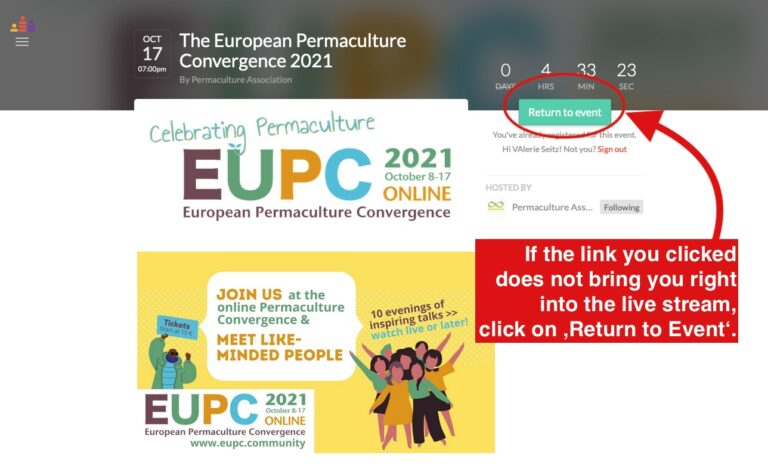 OCT
17
07:00pm
The European Permaculture
Convergence 2021
By Permaculture Association
0 4 33 23
DAYS HRS MIN SEC
Return to event
You've already registered for this event.
Hi VAlerie Seitz! Not you? Sign out
HOSTED BY
Permaculture Ass... Following
Celebrating Permaculture
EUPC 2021
October 8-17
ONLINE
European Permaculture Convergence
If the link you clicked
does not bring you right
into the live stream,
click on ‚Return to Event‘.
JOIN US at the
online Permaculture
Convergence &
MEET LIKE-
MINDED PEOPLE
10 evenings of
inspiring talks >>
watch live or later!
Tickets
Start at 15 €
EUPC 2021
October 8-17
ONLINE
European Permaculture Convergence
www.eupc.community